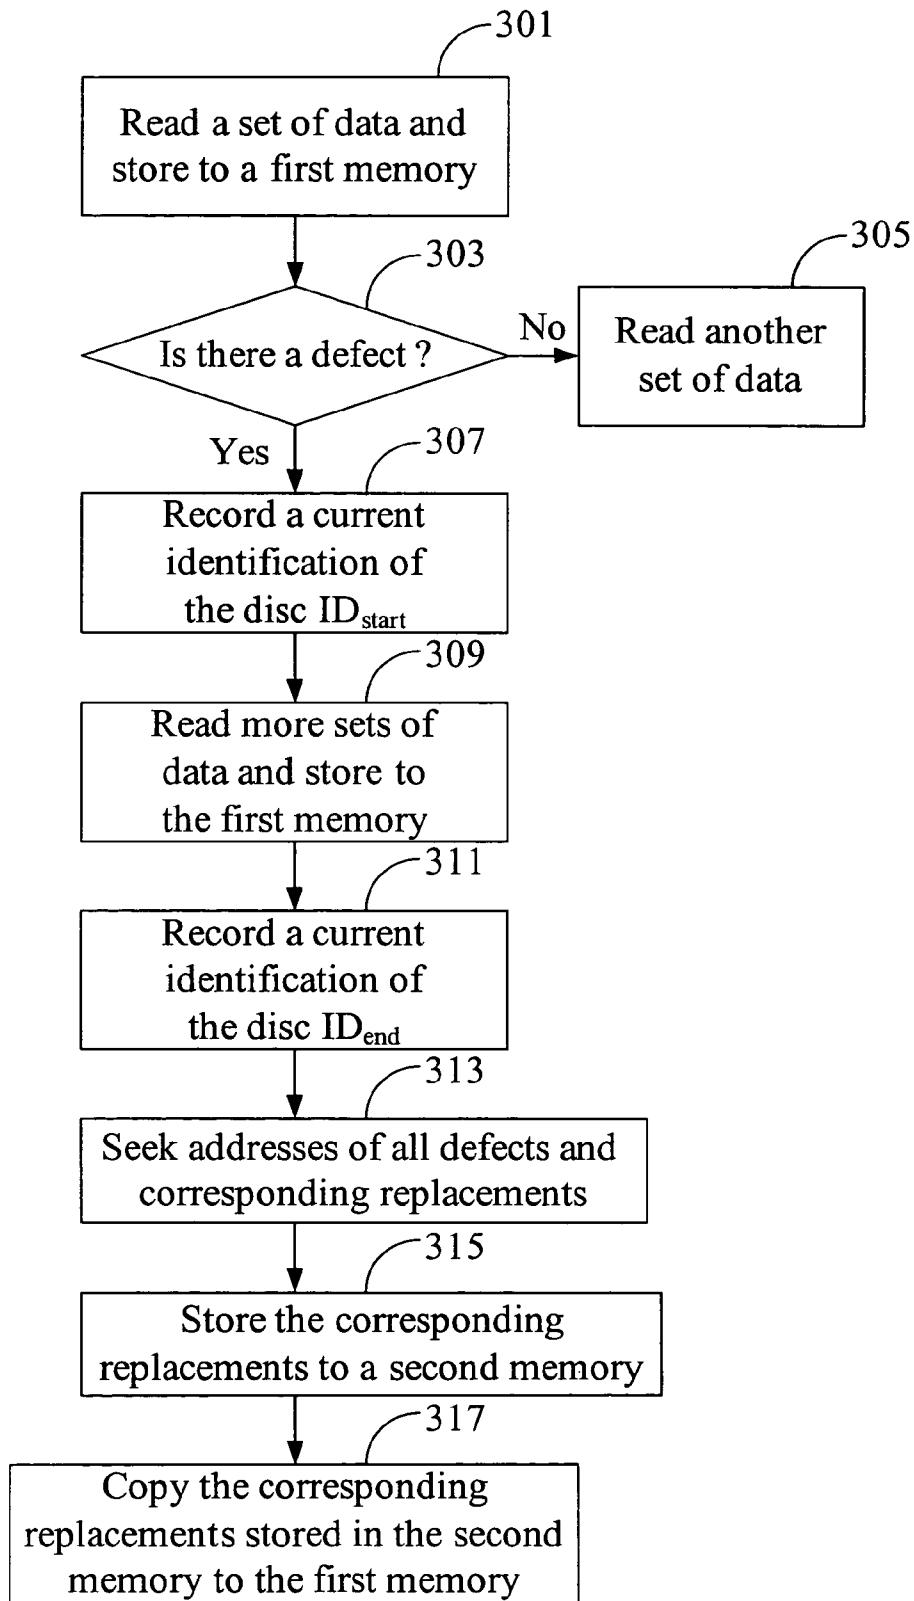 301
Read a set of data and
store to a first memory
303
305
Is there a defect ?
No
Read another
set of data
Yes
307
Record a current
identification of
the disc IDstart
309
Read more sets of
data and store to
the first memory
311
Record a current
identification of
the disc IDend
313
Seek addresses of all defects and
corresponding replacements
315
Store the corresponding
replacements to a second memory
317
Copy the corresponding
replacements stored in the second
memory to the first memory